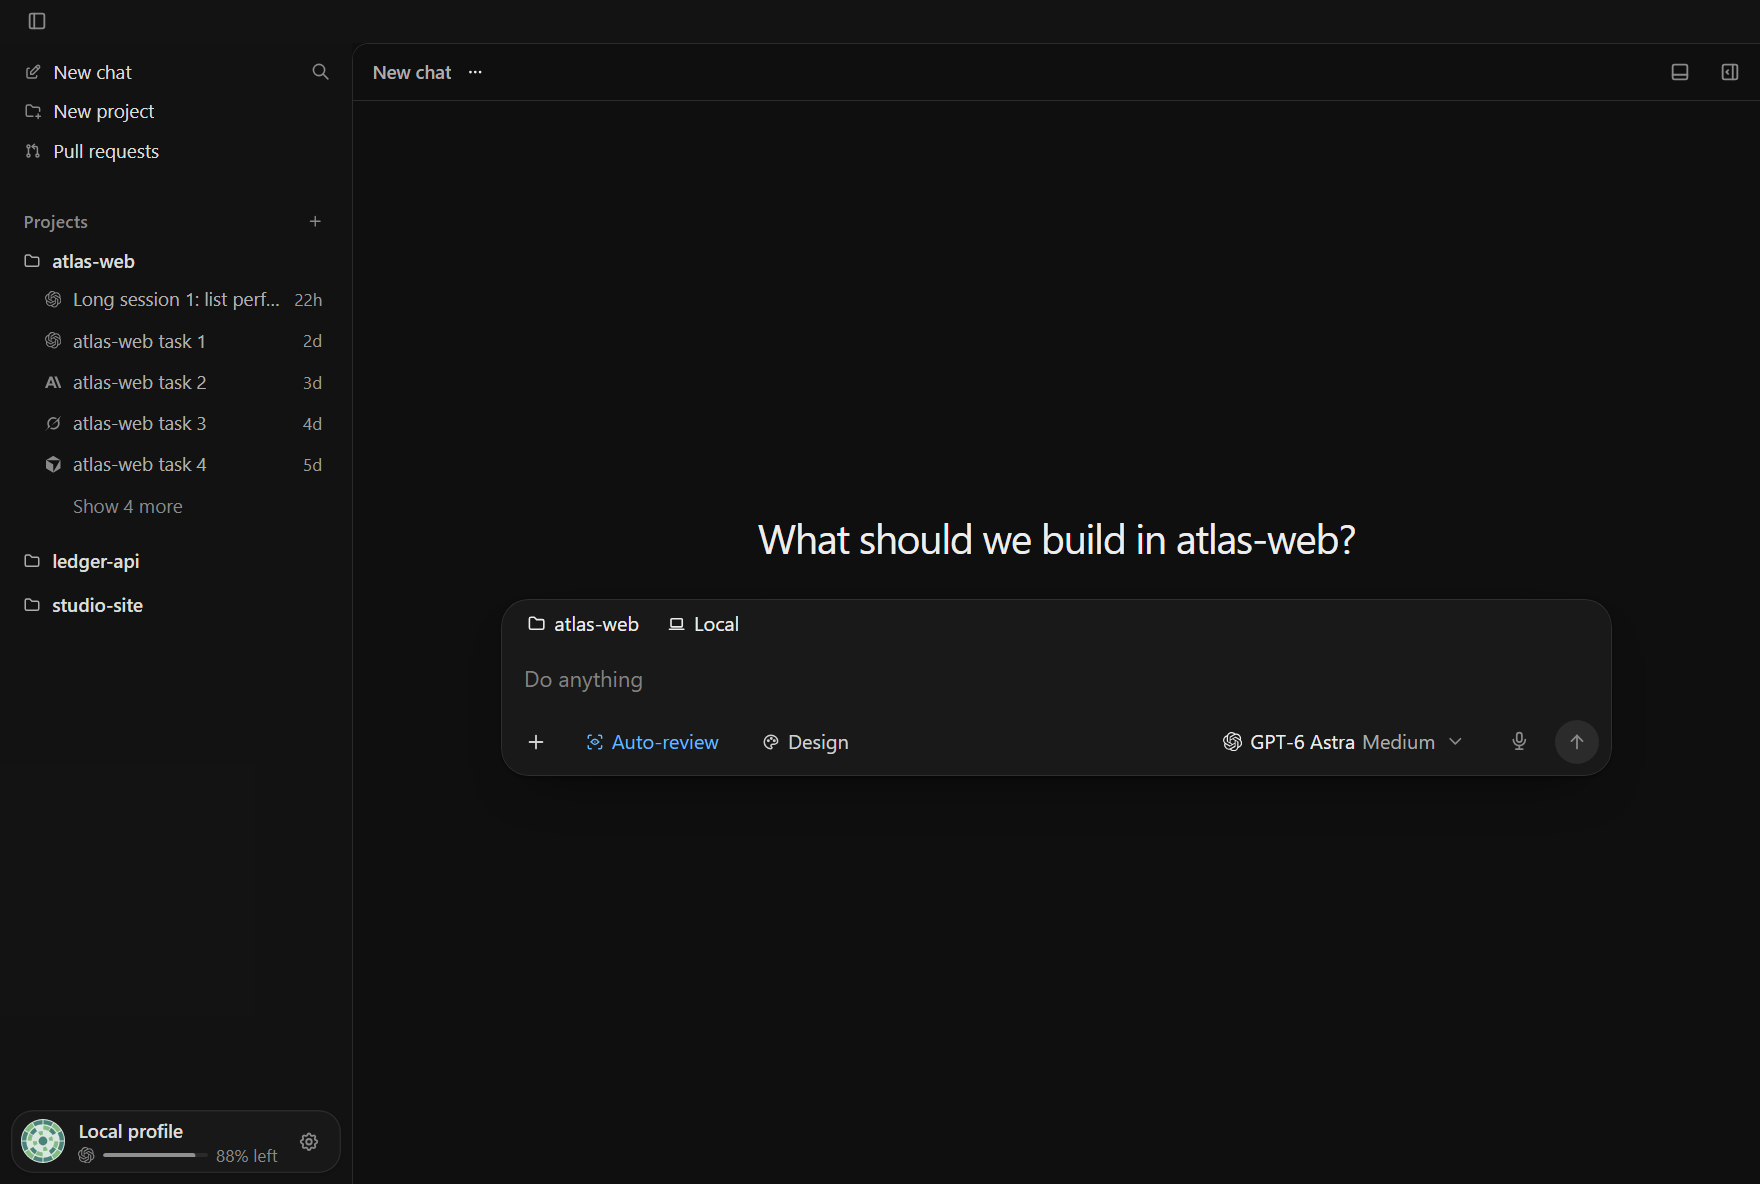 New chat
New project
Pull requests
Projects
atlas-web
Long session 1: list perf... 22h
atlas-web task 1 2d
atlas-web task 2 3d
atlas-web task 3 4d
atlas-web task 4 5d
Show 4 more
ledger-api
studio-site
Local profile
88% left
New chat
What should we build in atlas-web?
atlas-web Local
Do anything
Auto-review Design GPT-6 Astra Medium